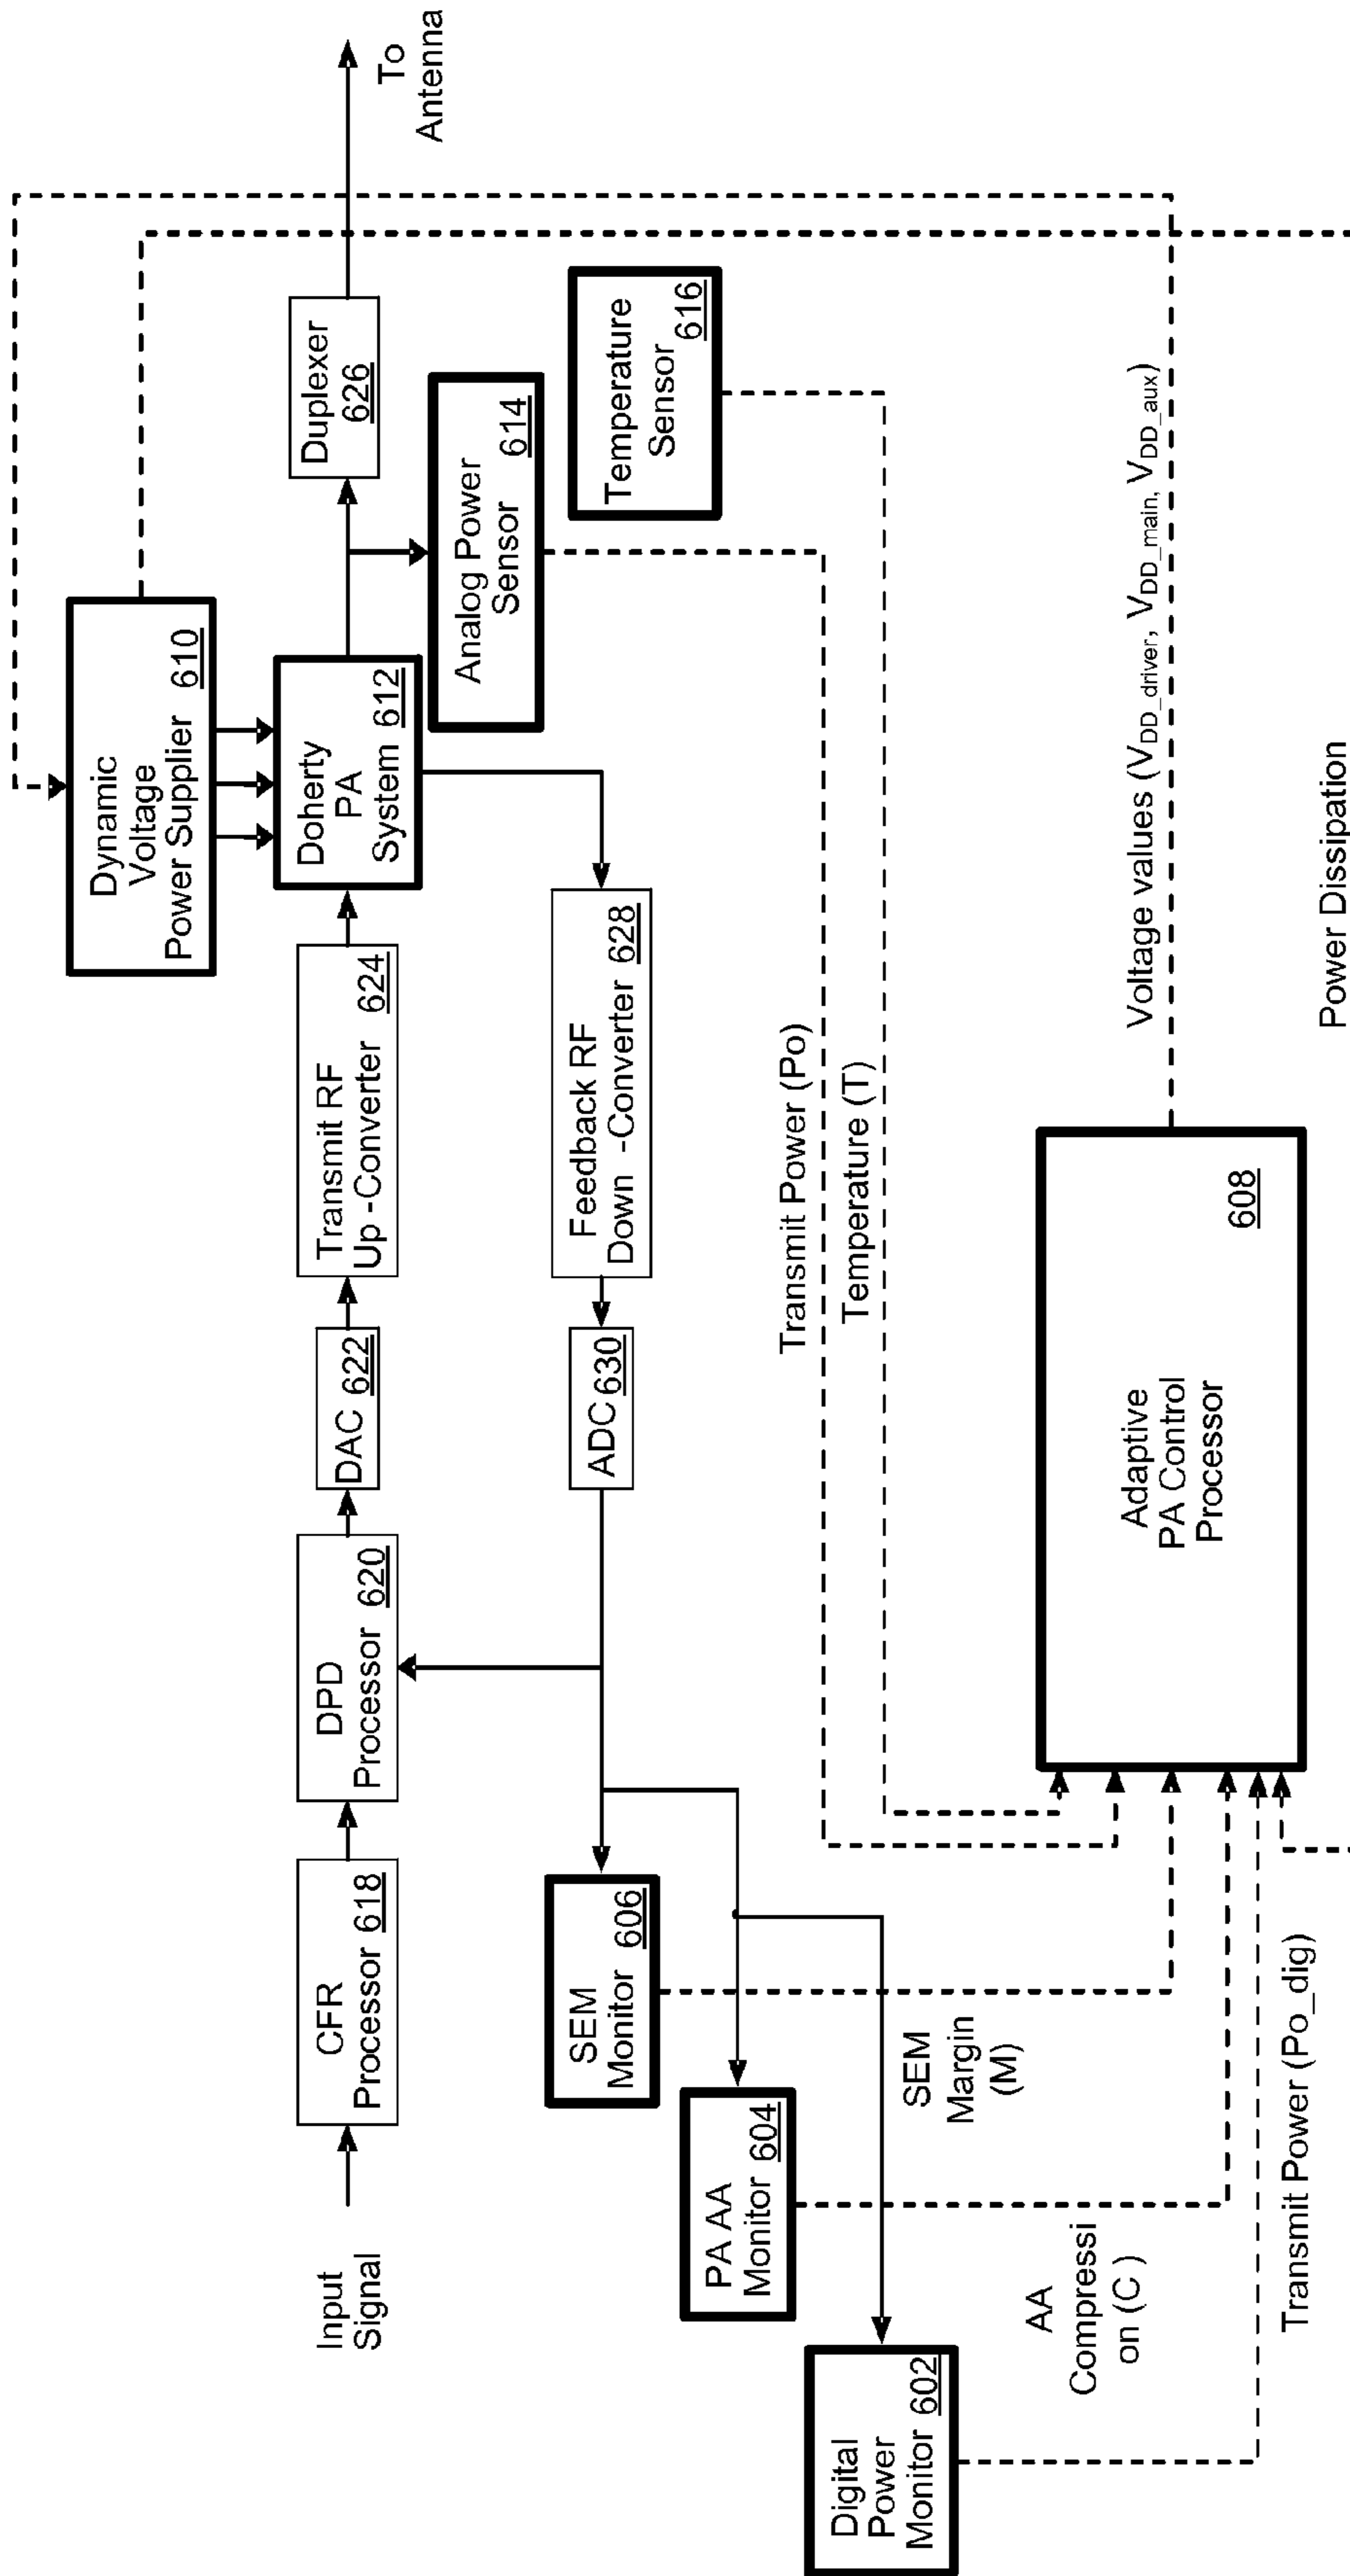 Input
Signal
CFR
Processor 618
DPD
Processor 620
DAC 622
Transmit RF
Up -Converter 624
Dynamic
Voltage
Power Supplier 610
Doherty
PA
System 612
Duplexer
626
To
Antenna
Analog Power
Sensor 614
Temperature
Sensor 616
Feedback RF
Down -Converter 628
ADC 630
SEM
Monitor 606
PA AA
Monitor 604
Digital
Power
Monitor 602
Transmit Power (Po)
Temperature (T)
SEM
Margin
(M)
AA
Compressi
on (C )
Transmit Power (Po_dig)
Adaptive
PA Control
Processor
608
Voltage values (VDD_driver, VDD_main, VDD_aux)
Power Dissipation